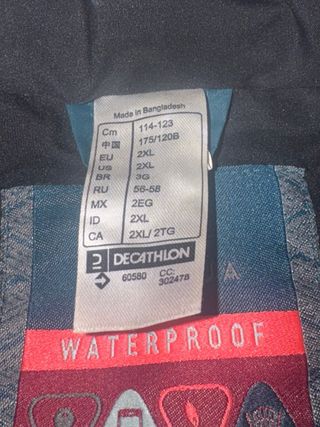 Made in Bangladesh
Cm 114-123
中国 175/120B
EU 2XL
US 2XL
BR 3G
RU 56-58
MX 2EG
ID 2XL
CA 2XL/ 2TG
DECATHLON
60580 CC: 302478
WATERPROOF